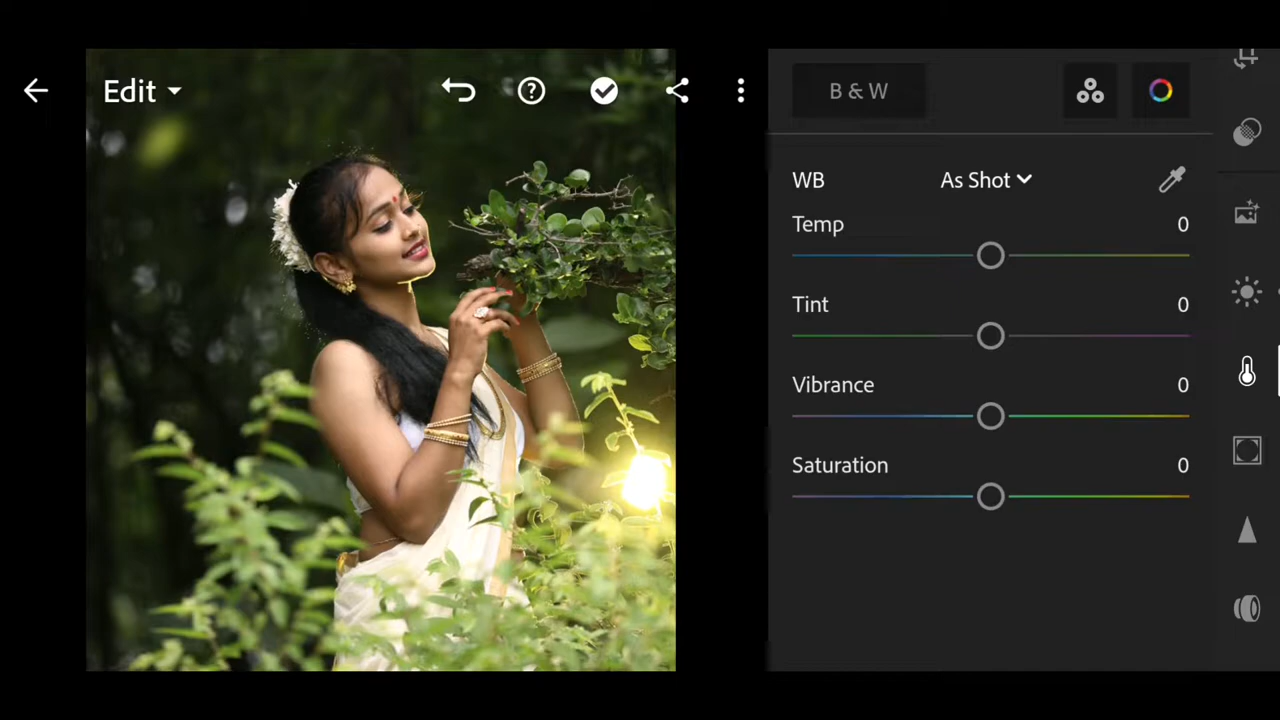 Edit
B & W
WB As Shot
Temp 0
Tint 0
Vibrance 0
Saturation 0